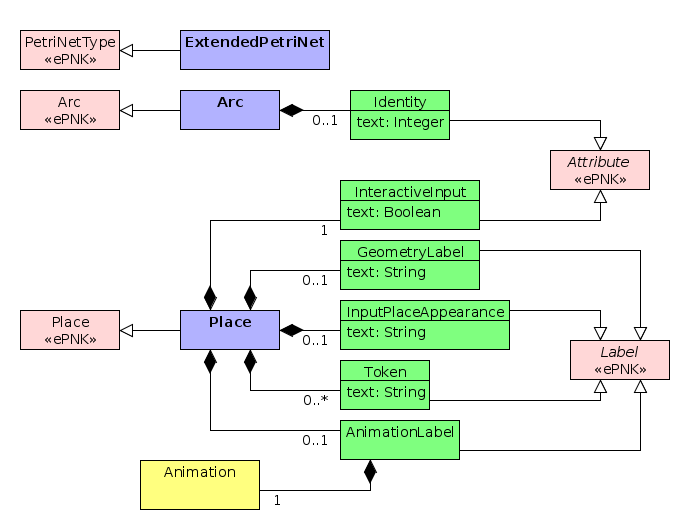 PetriNetType
«ePNK»
ExtendedPetriNet
Arc
«ePNK»
Arc
0..1
Identity
text: Integer
Attribute
«ePNK»
InteractiveInput
text: Boolean
1
GeometryLabel
text: String
0..1
Place
«ePNK»
Place
InputPlaceAppearance
text: String
0..1
Label
«ePNK»
Token
text: String
0..*
AnimationLabel
0..1
Animation
1